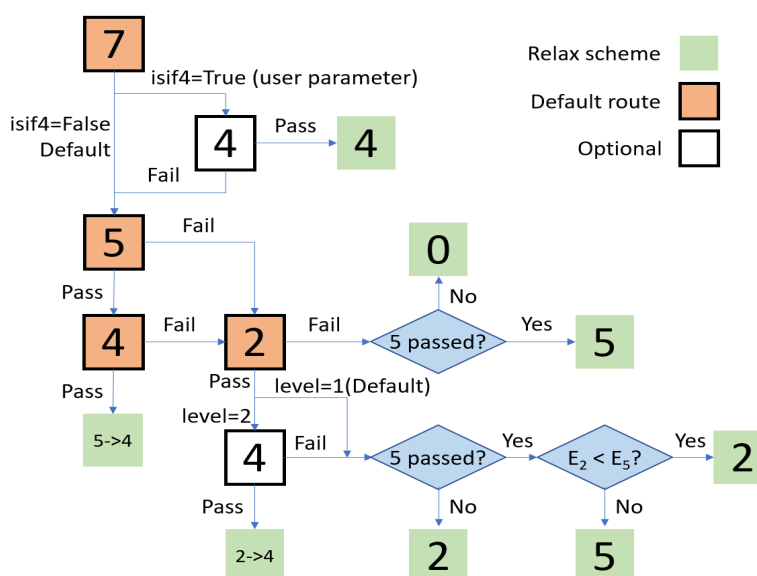 7
Relax scheme
isif4=True (user parameter)
Default route
isif4=False
Default
4
Pass
4
Optional
Fail
5
Fail
0
Pass
No
4
Fail
2
Fail
5 passed?
Yes
5
Pass
Pass
level=1(Default)
level=2
5->4
4
Fail
5 passed?
Yes
E₂ < E₅?
Yes
2
Pass
No
No
2->4
2
5